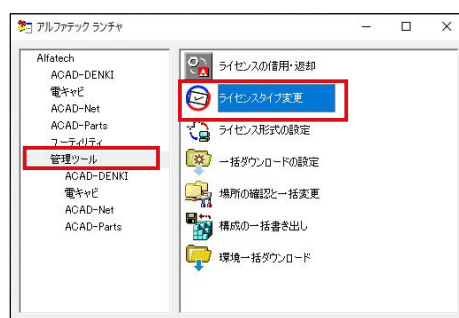 アルファテック ランチャ
Alfatech
ACAD-DENKI
電キャビ
ACAD-Net
ACAD-Parts
ユーティリティ
管理ツール
ACAD-DENKI
電キャビ
ACAD-Net
ACAD-Parts
ライセンスの借用・返却
ライセンスタイプ変更
ライセンス形式の設定
一括ダウンロードの設定
場所の確認と一括変更
構成の一括書き出し
環境一括ダウンロード